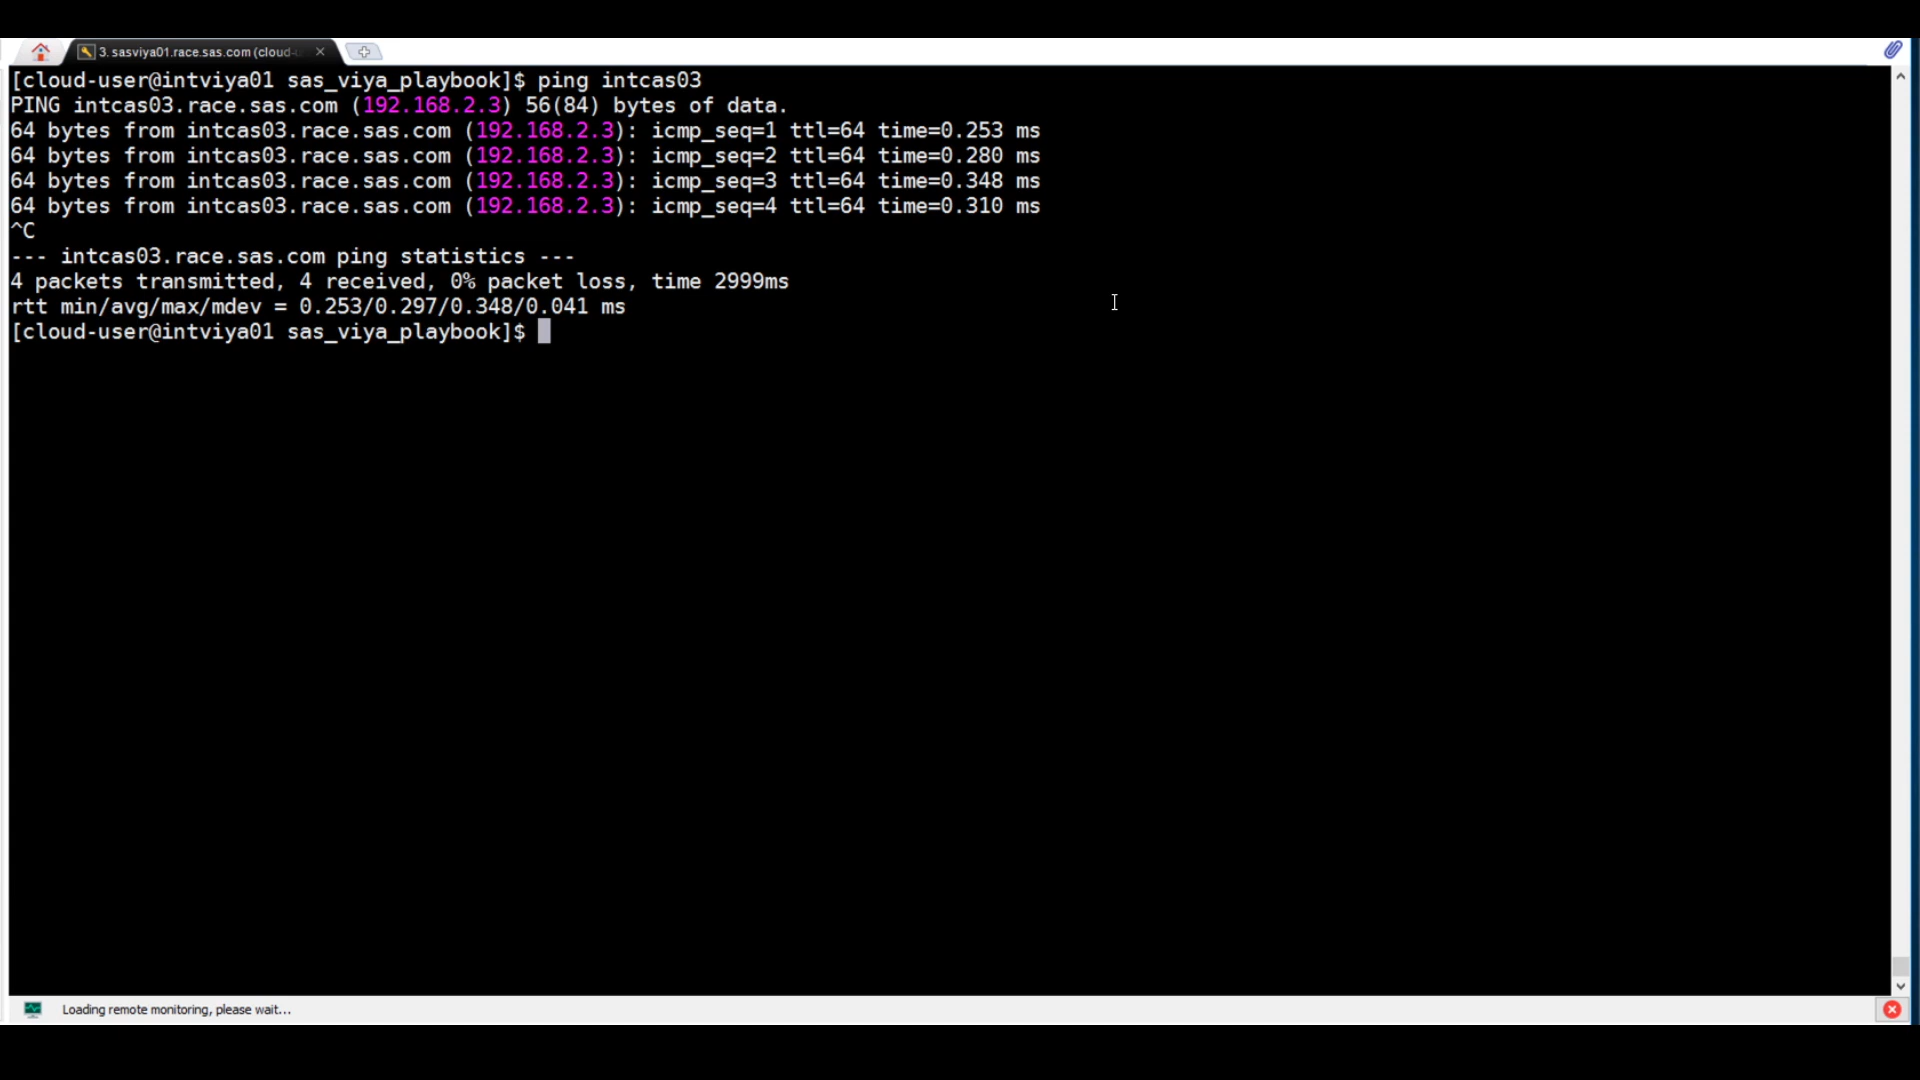 3. sasviya01.race.sas.com (cloud-
[cloud-user@intviya01 sas_viya_playbook]$ ping intcas03
PING intcas03.race.sas.com (192.168.2.3) 56(84) bytes of data.
64 bytes from intcas03.race.sas.com (192.168.2.3): icmp_seq=1 ttl=64 time=0.253 ms
64 bytes from intcas03.race.sas.com (192.168.2.3): icmp_seq=2 ttl=64 time=0.280 ms
64 bytes from intcas03.race.sas.com (192.168.2.3): icmp_seq=3 ttl=64 time=0.348 ms
64 bytes from intcas03.race.sas.com (192.168.2.3): icmp_seq=4 ttl=64 time=0.310 ms
^C
--- intcas03.race.sas.com ping statistics ---
4 packets transmitted, 4 received, 0% packet loss, time 2999ms
rtt min/avg/max/mdev = 0.253/0.297/0.348/0.041 ms
[cloud-user@intviya01 sas_viya_playbook]$
Loading remote monitoring, please wait...